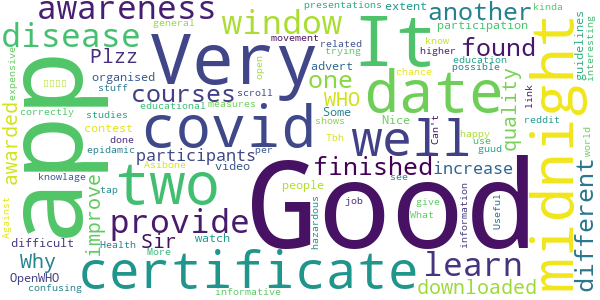 awareness
presentations
extent
another
kinda
general
window
participation
guidelines
interesting
disease
Very
It
movement
related
trying
know
higher
education
possible
found
Plzz
expensive
organised
advert
chance
open
stuff
courses
one
WHO
date
quality
link
app
educational
measures
scroll
Some
Nice
reddit
midnight
correctly
studies
covid
shows
Tbh
well
Can't
happy
use
guud
awarded
contest
done
epidamic
participants
per
finished
increase
different
world
Asibone
video
people
see
knowlage
tap
two
Good
job
give
What
information
Useful
Against
improve
provide
hazardous
difficult
Health
Sir
watch
More
Why
certificate
learn
OpenWHO
confusing
informative
downloaded